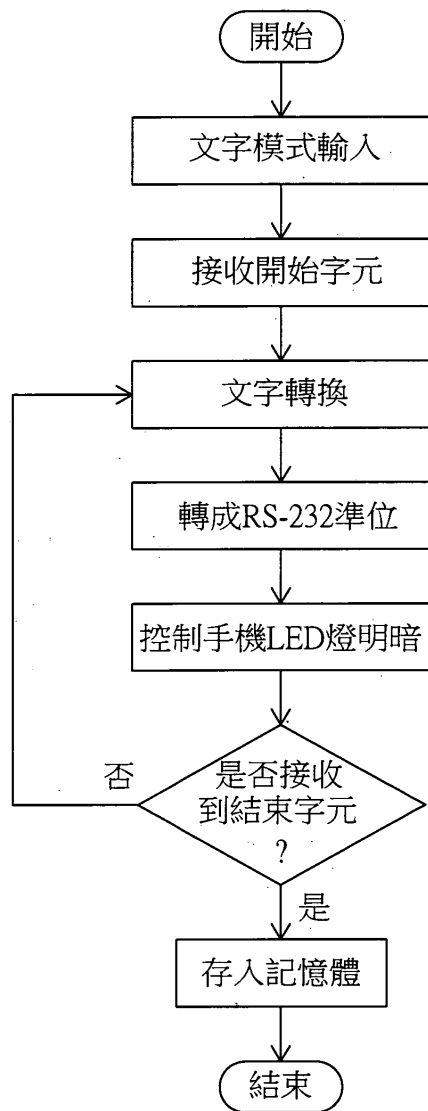 開始
文字模式輸入
接收開始字元
文字轉換
轉成RS-232準位
控制手機LED燈明暗
否
是否接收
到結束字元
?
是
存入記憶體
結束